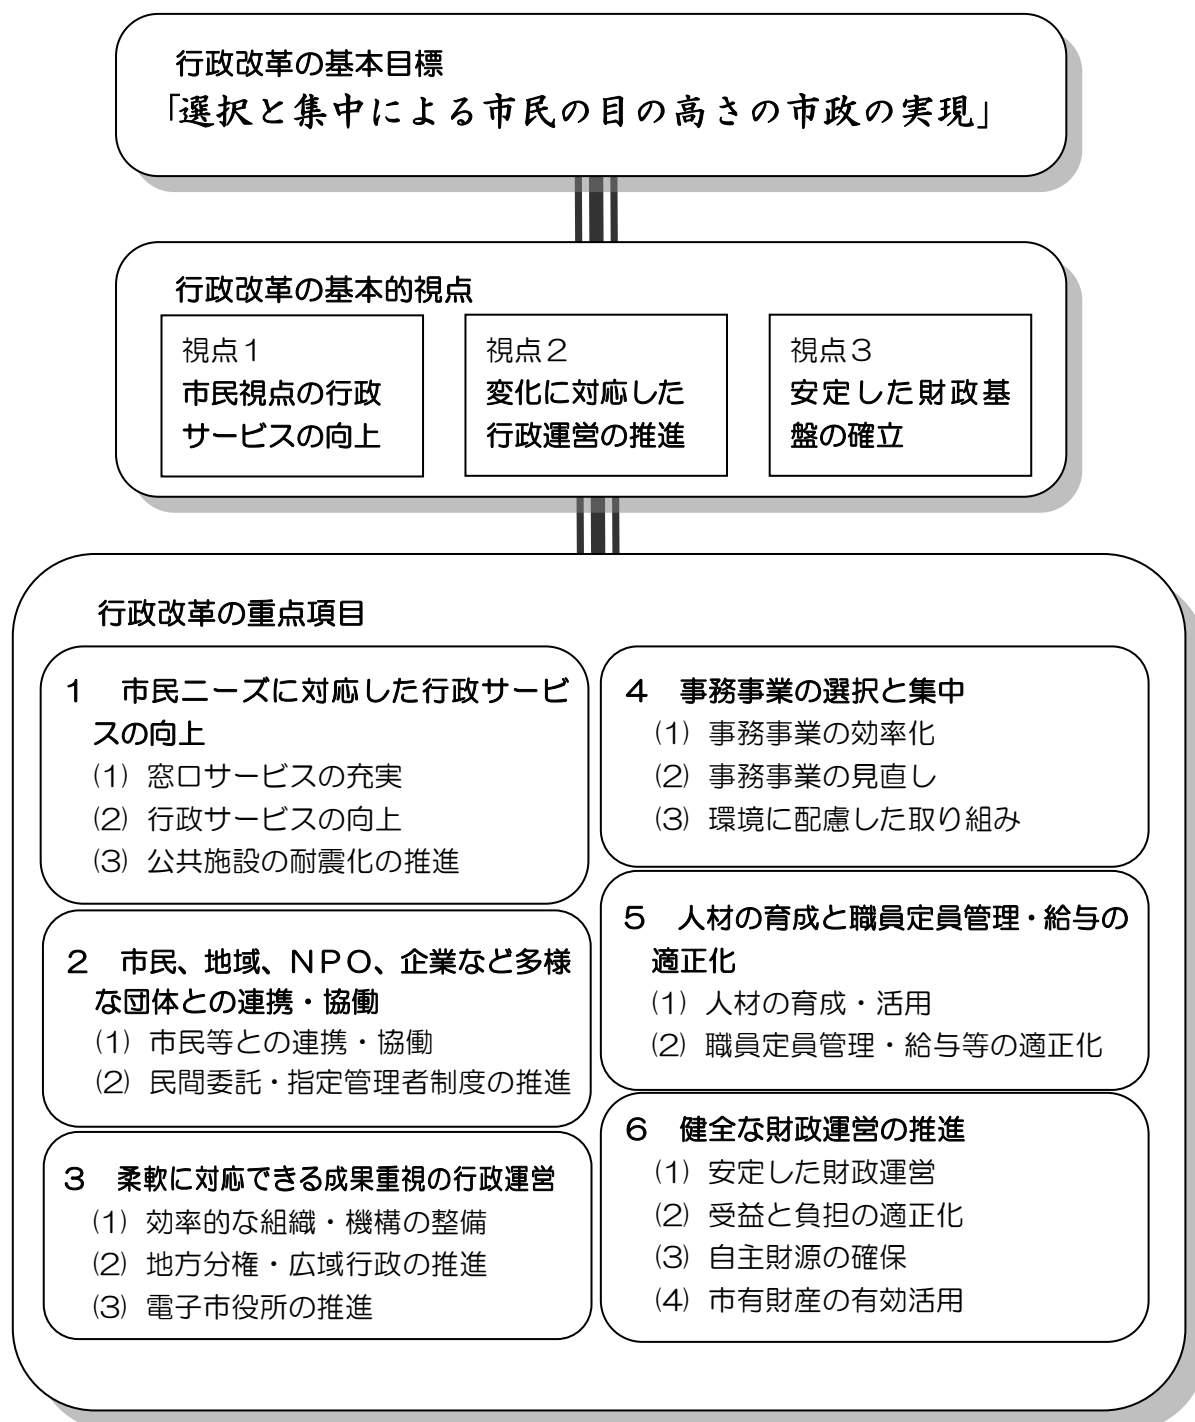 行政改革の基本目標
「選択と集中による市民の目の高さの市政の実現」
行政改革の基本的視点
視点１
市民視点の行政
サービスの向上
視点２
変化に対応した
行政運営の推進
視点３
安定した財政基
盤の確立
行政改革の重点項目
１　市民ニーズに対応した行政サービ
スの向上
(1) 窓口サービスの充実
(2) 行政サービスの向上
(3) 公共施設の耐震化の推進
２　市民、地域、ＮＰＯ、企業など多様
な団体との連携・協働
(1) 市民等との連携・協働
(2) 民間委託・指定管理者制度の推進
３　柔軟に対応できる成果重視の行政運営
(1) 効率的な組織・機構の整備
(2) 地方分権・広域行政の推進
(3) 電子市役所の推進
４　事務事業の選択と集中
(1) 事務事業の効率化
(2) 事務事業の見直し
(3) 環境に配慮した取り組み
５　人材の育成と職員定員管理・給与の
適正化
(1) 人材の育成・活用
(2) 職員定員管理・給与等の適正化
６　健全な財政運営の推進
(1) 安定した財政運営
(2) 受益と負担の適正化
(3) 自主財源の確保
(4) 市有財産の有効活用